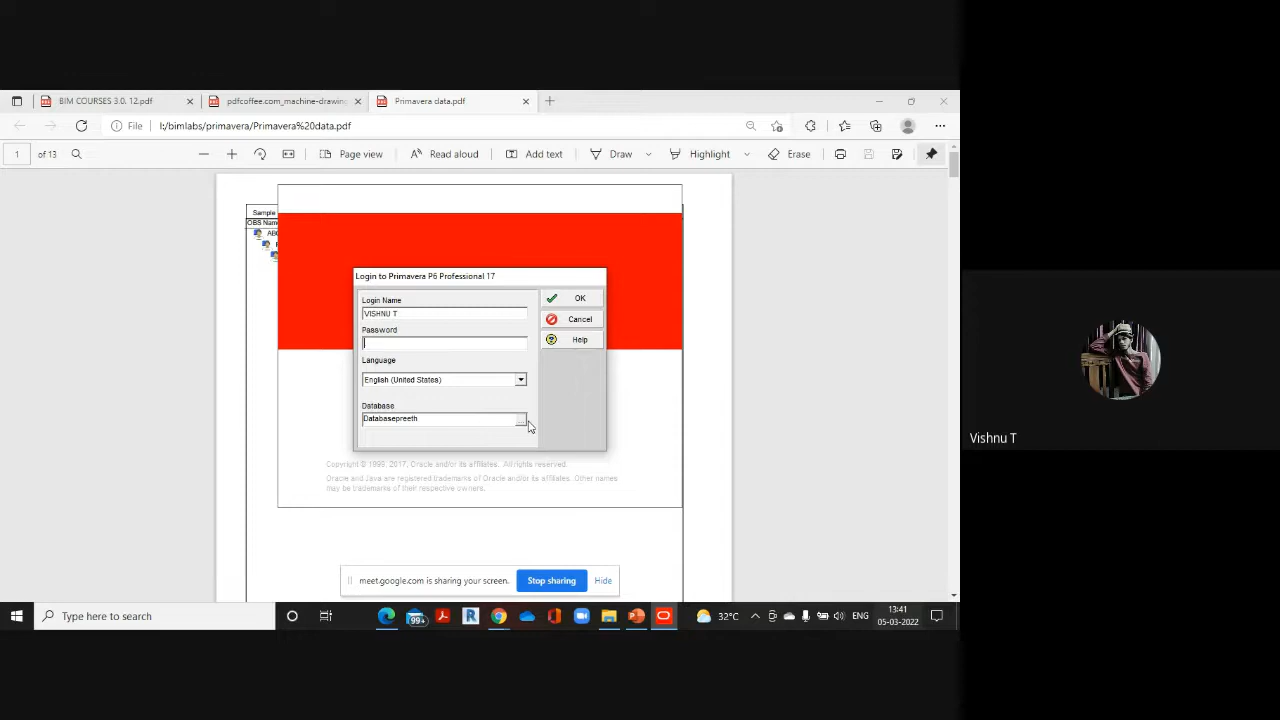 BIM COURSES 3.0. 12.pdf
pdfcoffee.com_machine-drawin
Primavera data.pdf
File
I:/bimlabs/primavera/Primavera%20data.pdf
1
of 13
Page view
Read aloud
Add text
Draw
Highlight
Erase
Sample
OBS Name
Login to Primavera P6 Professional 17
Login Name
VISHNU T
Password
Language
English (United States)
Database
Databasepreeth
OK
Cancel
Help
Copyright © 1999, 2017, Oracle and/or its affiliates. All rights reserved.
Oracle and Java are registered trademarks of Oracle and/or its affiliates. Other names
may be trademarks of their respective owners.
meet.google.com is sharing your screen.
Stop sharing
Hide
Vishnu T
Type here to search
99+
32°C
ENG
13:41
05-03-2022